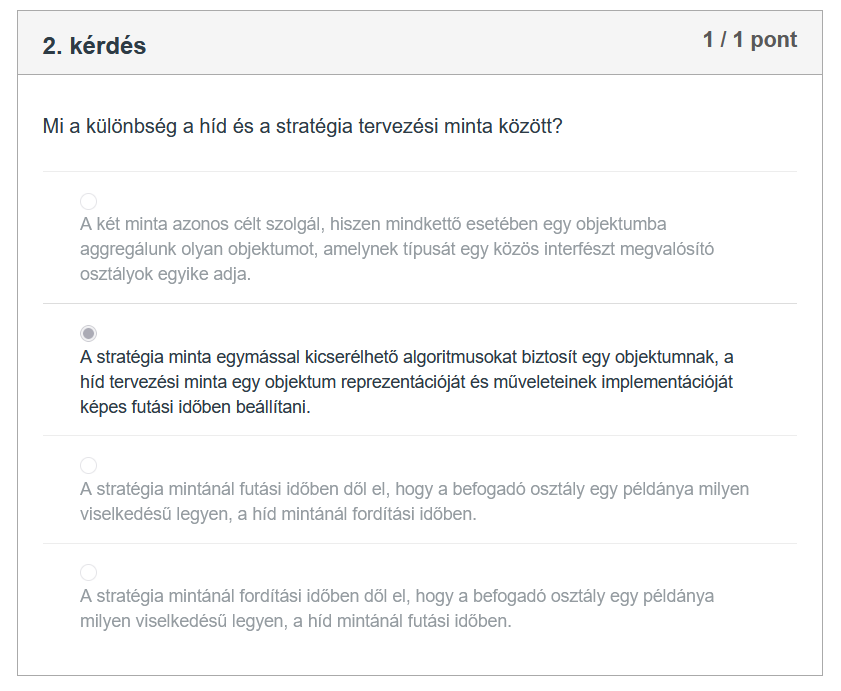 2. kérdés
1 / 1 pont
Mi a különbség a híd és a stratégia tervezési minta között?
A két minta azonos célt szolgál, hiszen mindkettő esetében egy objektumba
aggregálunk olyan objektumot, amelynek típusát egy közös interfészt megvalósító
osztályok egyike adja.
A stratégia minta egymással kicserélhető algoritmusokat biztosít egy objektumnak, a
híd tervezési minta egy objektum reprezentációját és műveleteinek implementációját
képes futási időben beállítani.
A stratégia mintánál futási időben dől el, hogy a befogadó osztály egy példánya milyen
viselkedésű legyen, a híd mintánál fordítási időben.
A stratégia mintánál fordítási időben dől el, hogy a befogadó osztály egy példánya
milyen viselkedésű legyen, a híd mintánál futási időben.